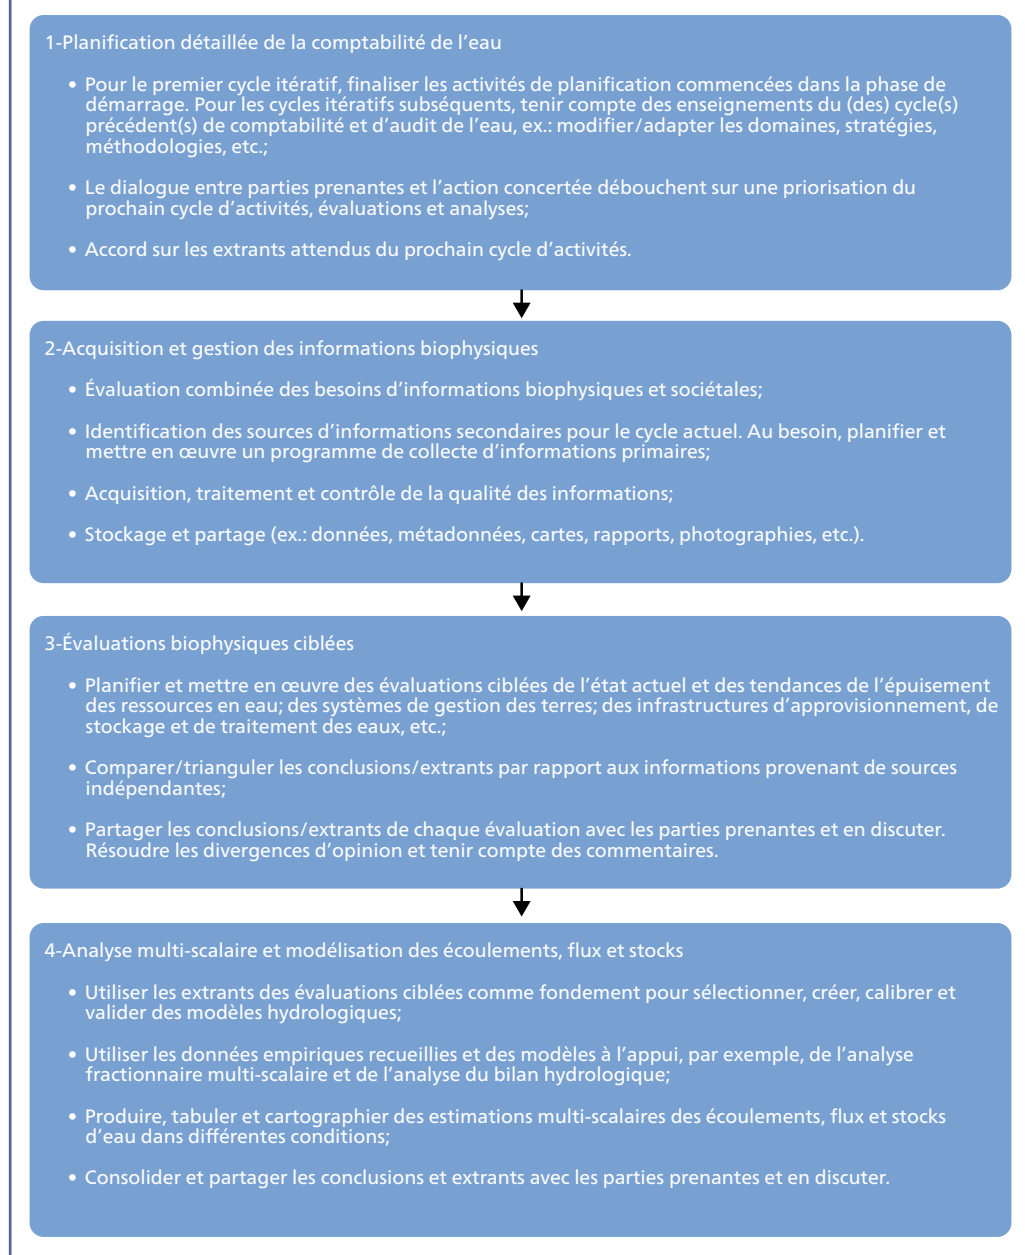 1-Planification détaillée de la comptabilité de l’eau
• Pour le premier cycle itératif, finaliser les activités de planification commencées dans la phase de
démarrage. Pour les cycles itératifs subséquents, tenir compte des enseignements du (des) cycle(s)
précédent(s) de comptabilité et d’audit de l’eau, ex.: modifier/adapter les domaines, stratégies,
méthodologies, etc.;
• Le dialogue entre parties prenantes et l’action concertée débouchent sur une priorisation du
prochain cycle d’activités, évaluations et analyses;
• Accord sur les extrants attendus du prochain cycle d’activités.
2-Acquisition et gestion des informations biophysiques
• Évaluation combinée des besoins d’informations biophysiques et sociétales;
• Identification des sources d’informations secondaires pour le cycle actuel. Au besoin, planifier et
mettre en œuvre un programme de collecte d’informations primaires;
• Acquisition, traitement et contrôle de la qualité des informations;
• Stockage et partage (ex.: données, métadonnées, cartes, rapports, photographies, etc.).
3-Évaluations biophysiques ciblées
• Planifier et mettre en œuvre des évaluations ciblées de l’état actuel et des tendances de l’épuisement
des ressources en eau; des systèmes de gestion des terres; des infrastructures d’approvisionnement, de
stockage et de traitement des eaux, etc.;
• Comparer/trianguler les conclusions/extrants par rapport aux informations provenant de sources
indépendantes;
• Partager les conclusions/extrants de chaque évaluation avec les parties prenantes et en discuter.
Résoudre les divergences d’opinion et tenir compte des commentaires.
4-Analyse multi-scalaire et modélisation des écoulements, flux et stocks
• Utiliser les extrants des évaluations ciblées comme fondement pour sélectionner, créer, calibrer et
valider des modèles hydrologiques;
• Utiliser les données empiriques recueillies et des modèles à l’appui, par exemple, de l’analyse
fractionnaire multi-scalaire et de l’analyse du bilan hydrologique;
• Produire, tabuler et cartographier des estimations multi-scalaires des écoulements, flux et stocks
d’eau dans différentes conditions;
• Consolider et partager les conclusions et extrants avec les parties prenantes et en discuter.